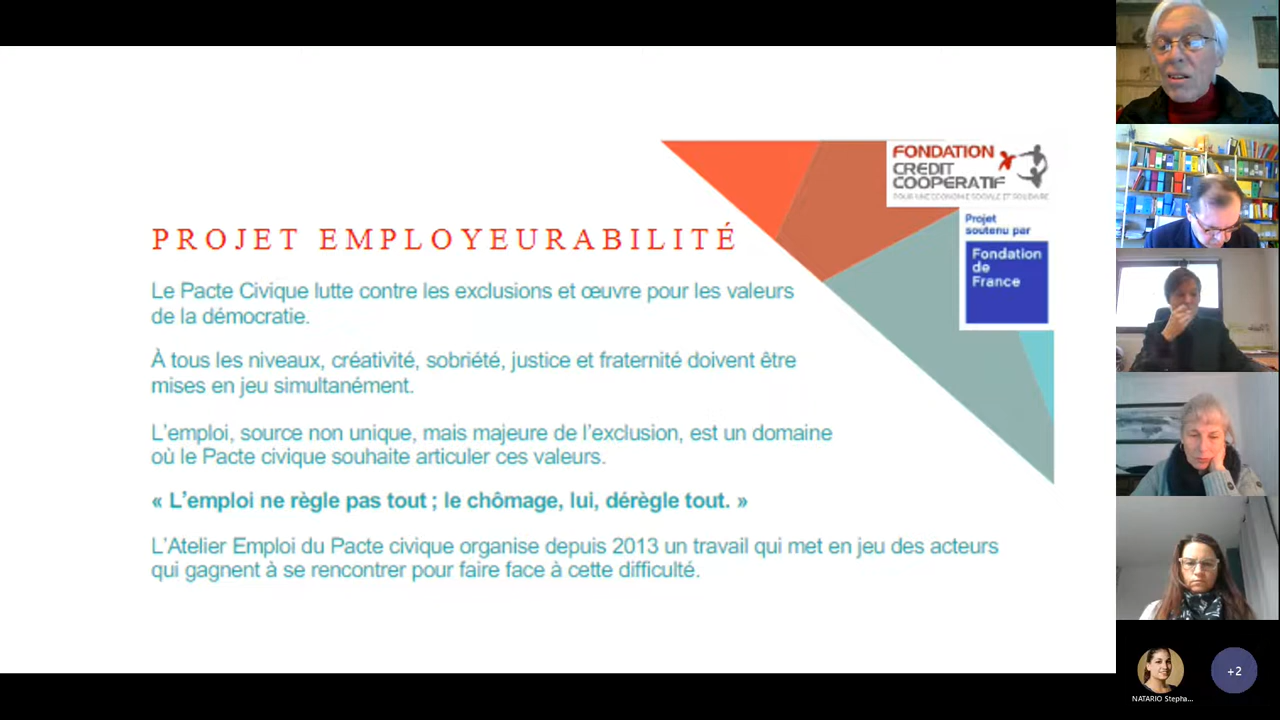 FONDATION
CREDIT
COOPERATIF
POUR UNE ECONOMIE SOCIALE ET SOLIDAIRE
Projet
soutenu par
Fondation
de
France
PROJET EMPLOYEURABILITÉ
Le Pacte Civique lutte contre les exclusions et œuvre pour les valeurs
de la démocratie.
À tous les niveaux, créativité, sobriété, justice et fraternité doivent être
mises en jeu simultanément.
L'emploi, source non unique, mais majeure de l'exclusion, est un domaine
où le Pacte civique souhaite articuler ces valeurs.
« L'emploi ne règle pas tout ; le chômage, lui, dérègle tout. »
L'Atelier Emploi du Pacte civique organise depuis 2013 un travail qui met en jeu des acteurs
qui gagnent à se rencontrer pour faire face à cette difficulté.
+2
NATARIO Stepha...